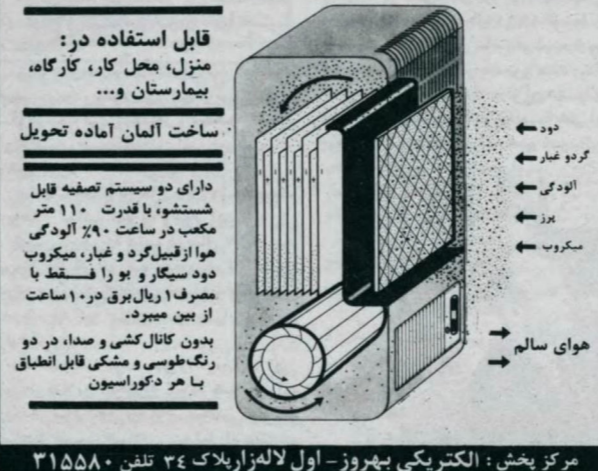 قابل استفاده در:
منزل، محل کار، کارگاه،
بیمارستان و...
ساخت آلمان آماده تحویل
دارای دو سیستم تصفیه قابل
شستشو، با قدرت ۱۱۰ متر
مکعب در ساعت ۹۰٪ آلودگی
هوا از قبیل گرد و غبار، میکروب
دود سیگار و بو را فـــقط با
مصرف ۱ ریال برق در ۱۰ ساعت
از بین میبرد.
بدون کانال کشی و صدا، در دو
رنگ طوسی و مشکی قابل انطباق
با هر دکوراسیون
دود
گرد و غبار
آلودگی
پرز
میکروب
هوای سالم
مرکز پخش: الکتریکی بهروز - اول لاله‌زار پلاک ۳۴ تلفن ۳۱۵۵۸۰